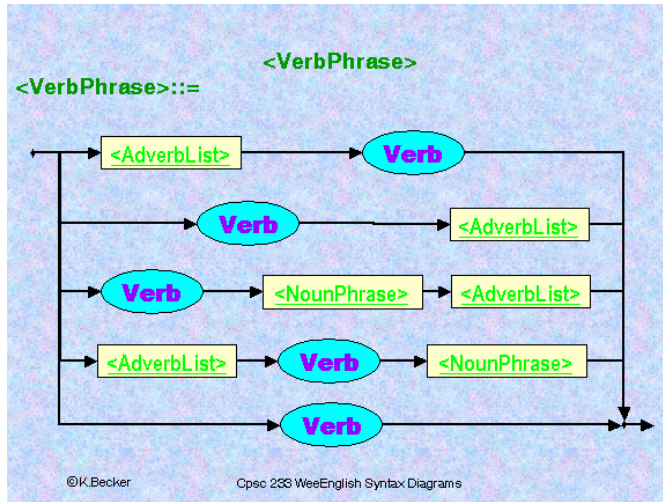 <VerbPhrase>
<VerbPhrase>::=
<AdverbList> Verb
Verb <AdverbList>
Verb <NounPhrase> <AdverbList>
<AdverbList> Verb <NounPhrase>
Verb
©K.Becker Cpsc 233 WeeEnglish Syntax Diagrams